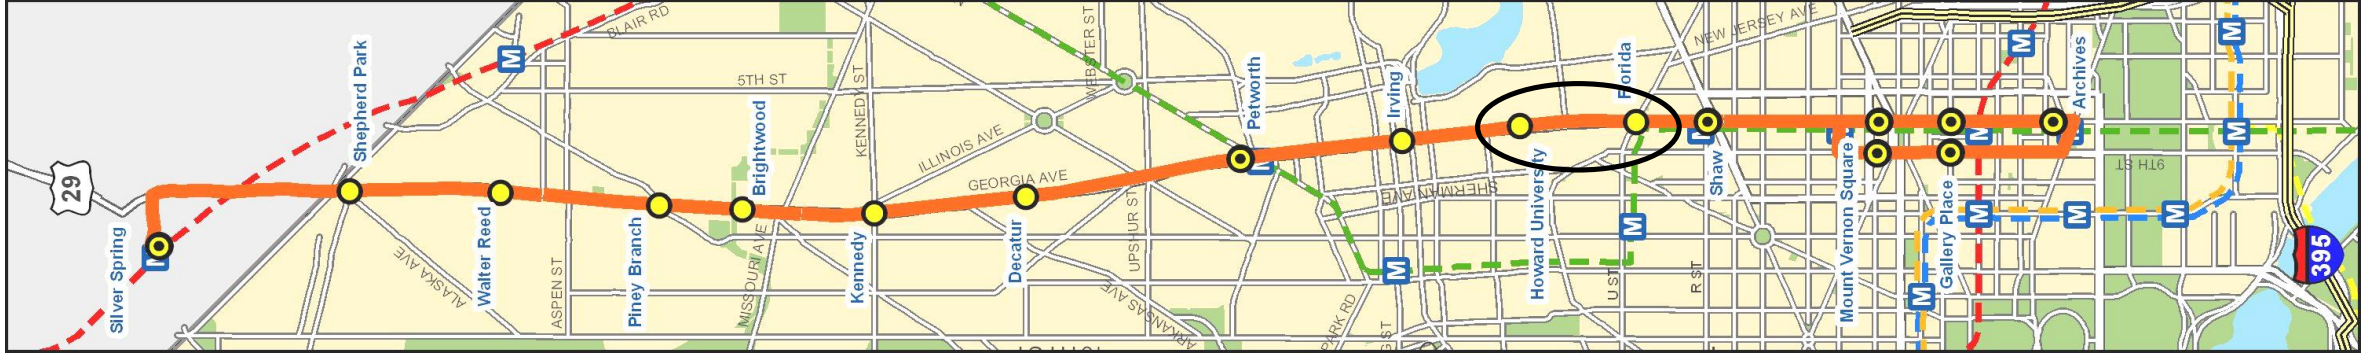 BLAIR RD
WEBSTER ST
NEW JERSEY AVE
29
Shepherd Park
M
5TH ST
KENNEDY ST
Brightwood
Petworth
Irving
Florida
Archives
M
M
ILLINOIS AVE
GEORGIA AVE
SHERMAN AVE
9TH ST
M
M
M
M
M
M
M
Silver Spring
M
ALASKA AVE
Walter Reed
ASPEN ST
Piney Branch
MISSOURI AVE
Kennedy
Decatur
UPSHUR ST
ARKANSAS AVE
PARK RD
M
Howard University
M
U ST
R ST
Shaw
Mount Vernon Square
Gallery Place
M
M
M
M
395